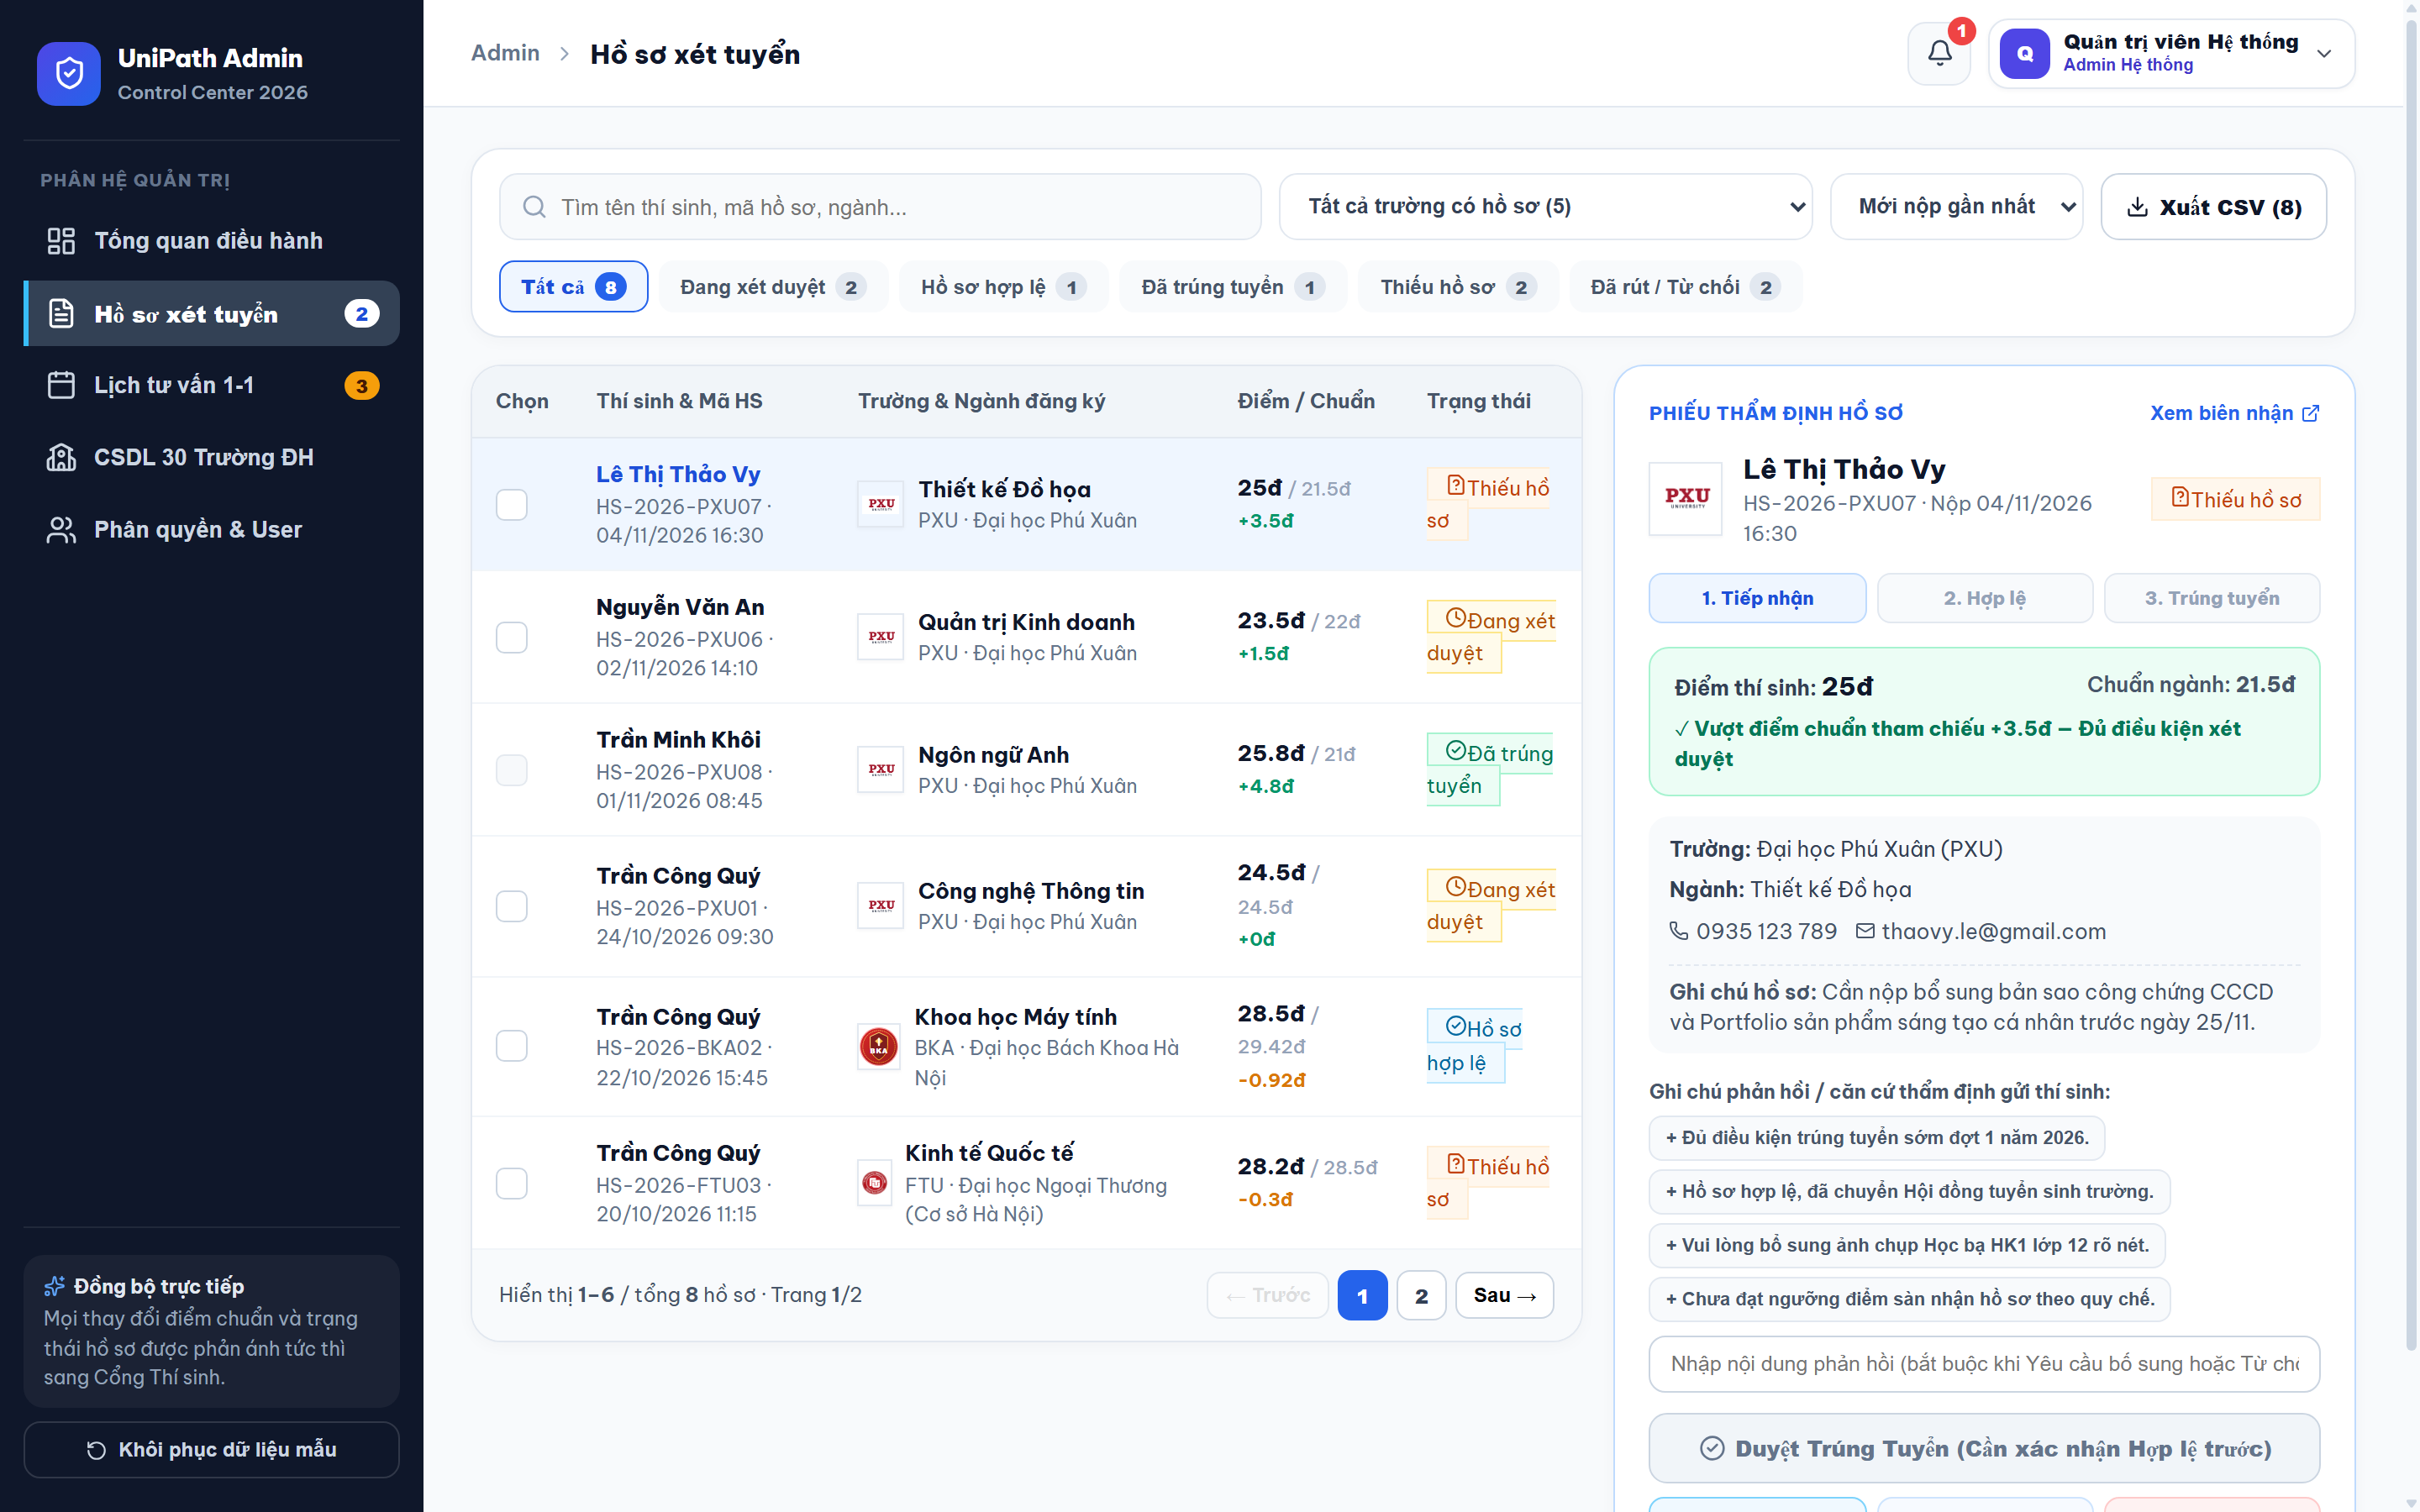 UniPath Admin
Control Center 2026
PHÂN HỆ QUẢN TRỊ
Tổng quan điều hành
Hồ sơ xét tuyển 2
Lịch tư vấn 1-1 3
CSDL 30 Trường ĐH
Phân quyền & User
Đồng bộ trực tiếp
Mọi thay đổi điểm chuẩn và trạng
thái hồ sơ được phản ánh tức thì
sang Cổng Thí sinh.
Khôi phục dữ liệu mẫu
Admin > Hồ sơ xét tuyển
1
Q
Quản trị viên Hệ thống
Admin Hệ thống
Tìm tên thí sinh, mã hồ sơ, ngành...
Tất cả trường có hồ sơ (5)
Mới nộp gần nhất
Xuất CSV (8)
Tất cả 8
Đang xét duyệt 2
Hồ sơ hợp lệ 1
Đã trúng tuyển 1
Thiếu hồ sơ 2
Đã rút / Từ chối 2
Chọn Thí sinh & Mã HS Trường & Ngành đăng ký Điểm / Chuẩn Trạng thái
Lê Thị Thảo Vy
HS-2026-PXU07 ·
04/11/2026 16:30
PXU
Thiết kế Đồ họa
PXU · Đại học Phú Xuân
25đ / 21.5đ
+3.5đ
Thiếu hồ
sơ
Nguyễn Văn An
HS-2026-PXU06 ·
02/11/2026 14:10
PXU
Quản trị Kinh doanh
PXU · Đại học Phú Xuân
23.5đ / 22đ
+1.5đ
Đang xét
duyệt
Trần Minh Khôi
HS-2026-PXU08 ·
01/11/2026 08:45
PXU
Ngôn ngữ Anh
PXU · Đại học Phú Xuân
25.8đ / 21đ
+4.8đ
Đã trúng
tuyển
Trần Công Quý
HS-2026-PXU01 ·
24/10/2026 09:30
PXU
Công nghệ Thông tin
PXU · Đại học Phú Xuân
24.5đ /
24.5đ
+0đ
Đang xét
duyệt
Trần Công Quý
HS-2026-BKA02 ·
22/10/2026 15:45
BKA
Khoa học Máy tính
BKA · Đại học Bách Khoa Hà
Nội
28.5đ /
29.42đ
-0.92đ
Hồ sơ
hợp lệ
Trần Công Quý
HS-2026-FTU03 ·
20/10/2026 11:15
Kinh tế Quốc tế
FTU · Đại học Ngoại Thương
(Cơ sở Hà Nội)
28.2đ / 28.5đ
-0.3đ
Thiếu hồ
sơ
Hiển thị 1–6 / tổng 8 hồ sơ · Trang 1/2
← Trước
1
2
Sau →
PHIẾU THẨM ĐỊNH HỒ SƠ
Xem biên nhận
PXU
UNIVERSITY
Lê Thị Thảo Vy
HS-2026-PXU07 · Nộp 04/11/2026
16:30
Thiếu hồ sơ
1. Tiếp nhận
2. Hợp lệ
3. Trúng tuyển
Điểm thí sinh: 25đ
Chuẩn ngành: 21.5đ
✓ Vượt điểm chuẩn tham chiếu +3.5đ — Đủ điều kiện xét
duyệt
Trường: Đại học Phú Xuân (PXU)
Ngành: Thiết kế Đồ họa
0935 123 789 thaovy.le@gmail.com
Ghi chú hồ sơ: Cần nộp bổ sung bản sao công chứng CCCD
và Portfolio sản phẩm sáng tạo cá nhân trước ngày 25/11.
Ghi chú phản hồi / căn cứ thẩm định gửi thí sinh:
+ Đủ điều kiện trúng tuyển sớm đợt 1 năm 2026.
+ Hồ sơ hợp lệ, đã chuyển Hội đồng tuyển sinh trường.
+ Vui lòng bổ sung ảnh chụp Học bạ HK1 lớp 12 rõ nét.
+ Chưa đạt ngưỡng điểm sàn nhận hồ sơ theo quy chế.
Nhập nội dung phản hồi (bắt buộc khi Yêu cầu bổ sung hoặc Từ chố
Duyệt Trúng Tuyển (Cần xác nhận Hợp lệ trước)